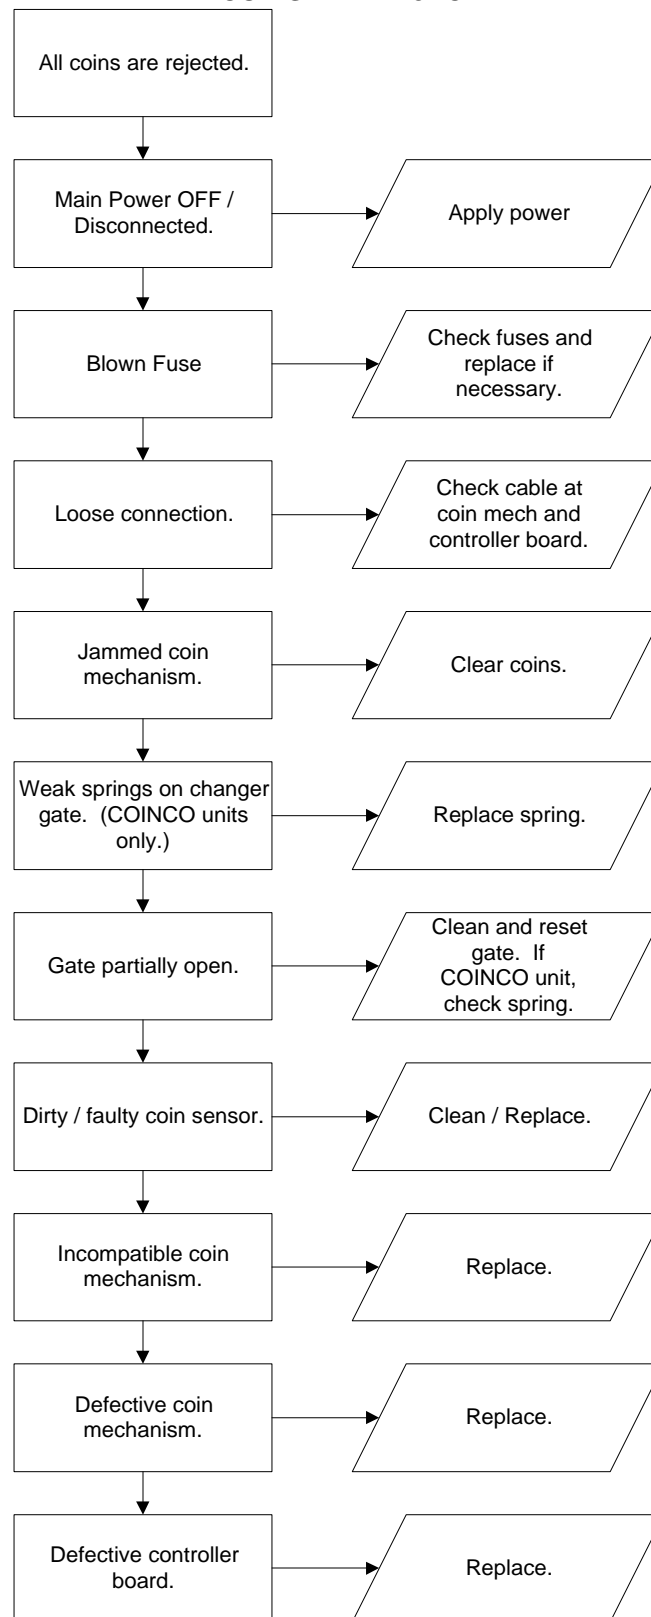 All coins are rejected.
Main Power OFF /
Disconnected.
Apply power
Blown Fuse
Check fuses and
replace if
necessary.
Loose connection.
Check cable at
coin mech and
controller board.
Jammed coin
mechanism.
Clear coins.
Weak springs on changer
gate.  (COINCO units
only.)
Replace spring.
Gate partially open.
Clean and reset
gate.  If
COINCO unit,
check spring.
Dirty / faulty coin sensor.
Clean / Replace.
Incompatible coin
mechanism.
Replace.
Defective coin
mechanism.
Replace.
Defective controller
board.
Replace.